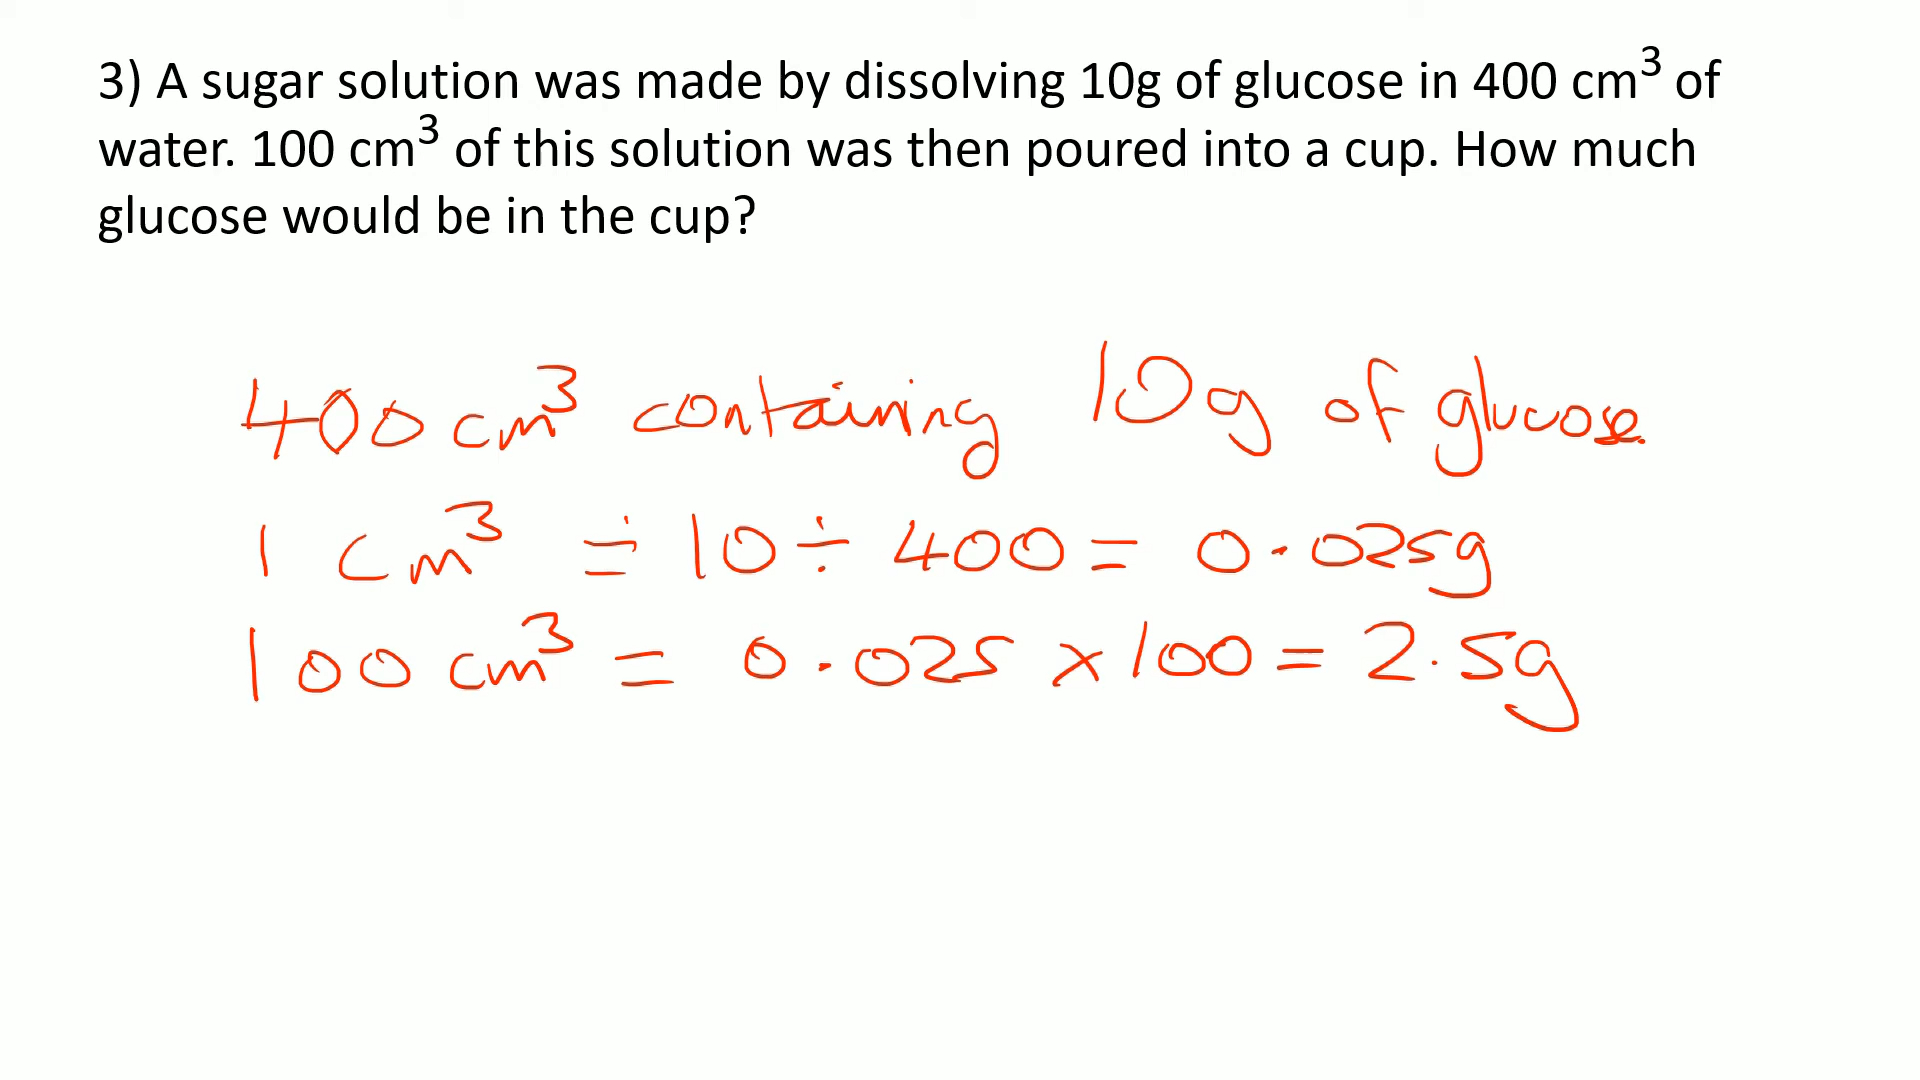 3) A sugar solution was made by dissolving 10g of glucose in 400 cm³ of
water. 100 cm³ of this solution was then poured into a cup. How much
glucose would be in the cup?
400 cm³ containing 10g of glucose.
1 cm³ = 10 ÷ 400 = 0.025g
100 cm³ = 0.025 × 100 = 2.5g